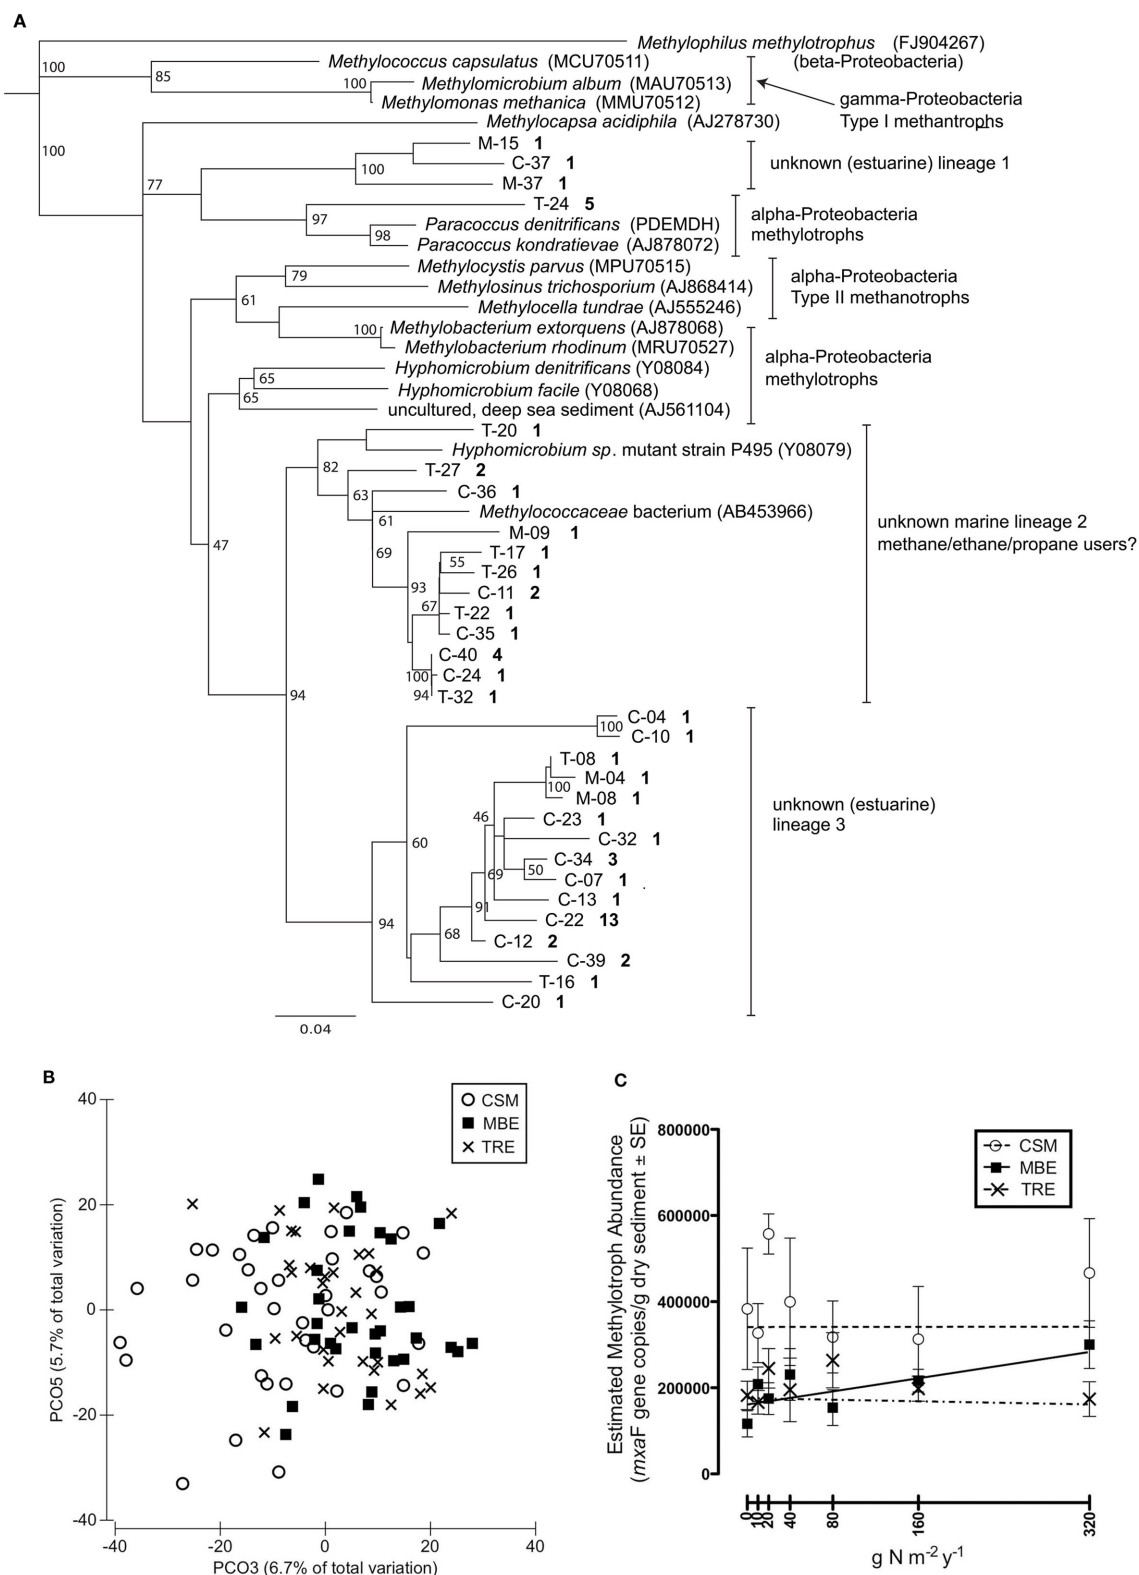 A
Methylophilus methylotrophus (FJ904267)
(beta-Proteobacteria)
100
Methylococcus capsulatus (MCU70511)
85
100
Methylomicrobium album (MAU70513)
Methylomonas methanica (MMU70512)
gamma-Proteobacteria
Type I methantrophs
Methylocapsa acidiphila (AJ278730)
100
M-15 1
C-37 1
100
M-37 1
unknown (estuarine) lineage 1
77
T-24 5
97
Paracoccus denitrificans (PDEMDH)
98
Paracoccus kondratievae (AJ878072)
alpha-Proteobacteria
methylotrophs
Methylocystis parvus (MPU70515)
79
Methylosinus trichosporium (AJ868414)
61
Methylocella tundrae (AJ555246)
alpha-Proteobacteria
Type II methanotrophs
100
Methylobacterium extorquens (AJ878068)
Methylobacterium rhodinum (MRU70527)
Hyphomicrobium denitrificans (Y08084)
65
Hyphomicrobium facile (Y08068)
65
uncultured, deep sea sediment (AJ561104)
alpha-Proteobacteria
methylotrophs
T-20 1
Hyphomicrobium sp. mutant strain P495 (Y08079)
82
T-27 2
63
C-36 1
Methylococcaceae bacterium (AB453966)
61
M-09 1
69
T-17 1
55
T-26 1
93
C-11 2
67
T-22 1
C-35 1
C-40 4
100
C-24 1
94
T-32 1
unknown marine lineage 2
methane/ethane/propane users?
47
94
C-04 1
100
C-10 1
T-08 1
M-04 1
100
M-08 1
46
C-23 1
C-32 1
60
C-34 3
69
50
C-07 1
C-13 1
91
C-22 13
94
68
C-12 2
C-39 2
T-16 1
C-20 1
unknown (estuarine)
lineage 3
0.04
B
CSM
MBE
TRE
PCO5 (5.7% of total variation)
40
20
0
-20
-40
-40 -20 0 20 40
PCO3 (6.7% of total variation)
C
CSM
MBE
TRE
Estimated Methylotroph Abundance
(mxaF gene copies/g dry sediment ± SE)
800000
600000
400000
200000
0
0 10 20 40 80 160 320
g N m-2 y-1